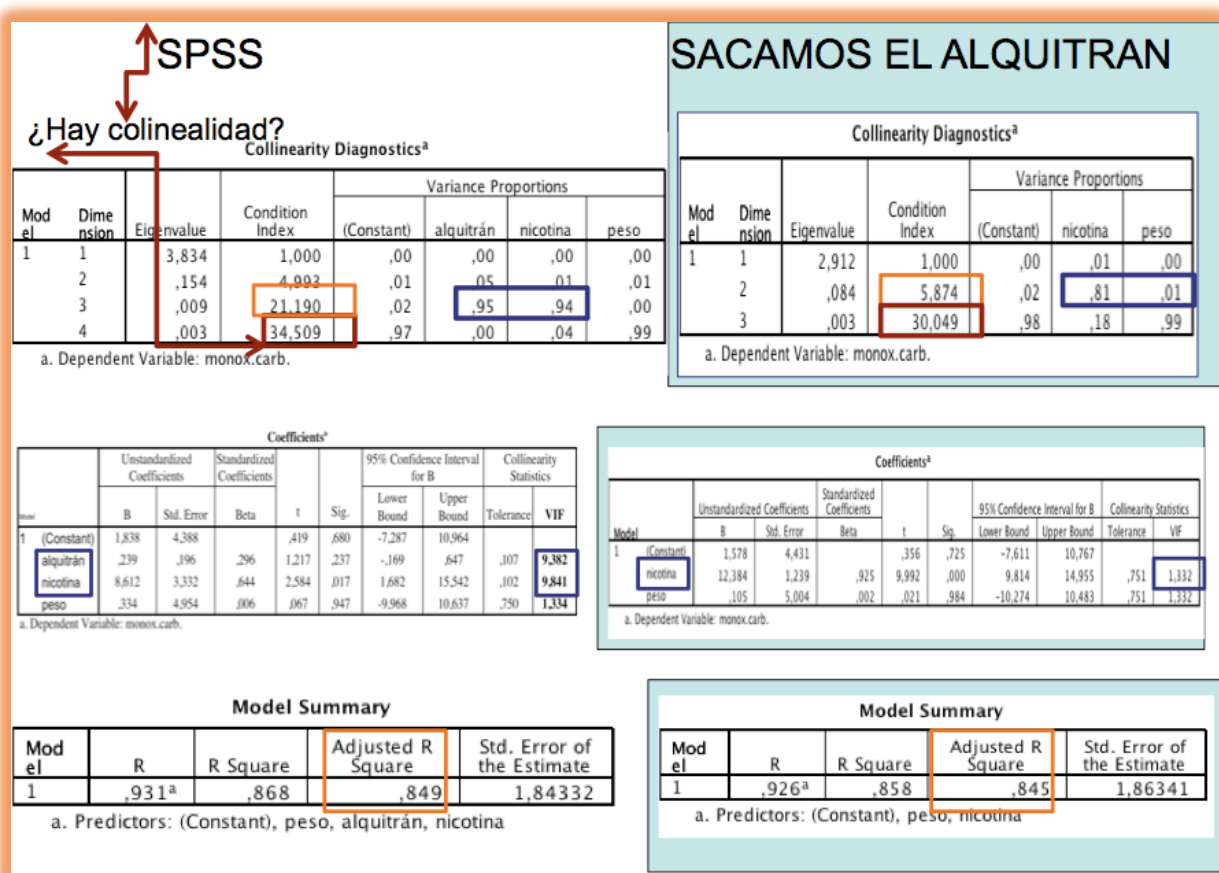 SPSS
¿Hay colinealidad?
Collinearity Diagnosticsª
Variance Proportions
Mod el Dime nsion Eigenvalue Condition Index (Constant) alquitrán nicotina peso
1 1 3,834 1,000 ,00 ,00 ,00 ,00
2 ,154 4,993 ,01 ,05 ,01 ,01
3 ,009 21,190 ,02 ,95 ,94 ,00
4 ,003 34,509 ,97 ,00 ,04 ,99
a. Dependent Variable: monox.carb.
SACAMOS EL ALQUITRAN
Collinearity Diagnosticsª
Variance Proportions
Mod el Dime nsion Eigenvalue Condition Index (Constant) nicotina peso
1 1 2,912 1,000 ,00 ,01 ,00
2 ,084 5,874 ,02 ,81 ,01
3 ,003 30,049 ,98 ,18 ,99
a. Dependent Variable: monox.carb.
Coefficientsª
Unstandardized Coefficients Standardized Coefficients 95% Confidence Interval for B Collinearity Statistics
Model B Std. Error Beta t Sig. Lower Bound Upper Bound Tolerance VIF
1 (Constant) 1,838 4,388 ,419 ,680 -7,287 10,964
alquitrán ,239 ,196 ,296 1,217 ,237 -,169 ,647 ,107 9,382
nicotina 8,612 3,332 ,644 2,584 ,017 1,682 15,542 ,102 9,841
peso ,334 4,954 ,006 ,067 ,947 -9,968 10,637 ,750 1,334
a. Dependent Variable: monox.carb.
Coefficientsª
Unstandardized Coefficients Standardized Coefficients 95% Confidence Interval for B Collinearity Statistics
Model B Std. Error Beta t Sig. Lower Bound Upper Bound Tolerance VIF
1 (Constant) 1,578 4,431 ,356 ,725 -7,611 10,767
nicotina 12,384 1,239 ,925 9,992 ,000 9,814 14,955 ,751 1,332
peso ,105 5,004 ,002 ,021 ,984 -10,274 10,483 ,751 1,332
a. Dependent Variable: monox.carb.
Model Summary
Mod el R R Square Adjusted R Square Std. Error of the Estimate
1 ,931ª ,868 ,849 1,84332
a. Predictors: (Constant), peso, alquitrán, nicotina
Model Summary
Mod el R R Square Adjusted R Square Std. Error of the Estimate
1 ,926ª ,858 ,845 1,86341
a. Predictors: (Constant), peso, nicotina